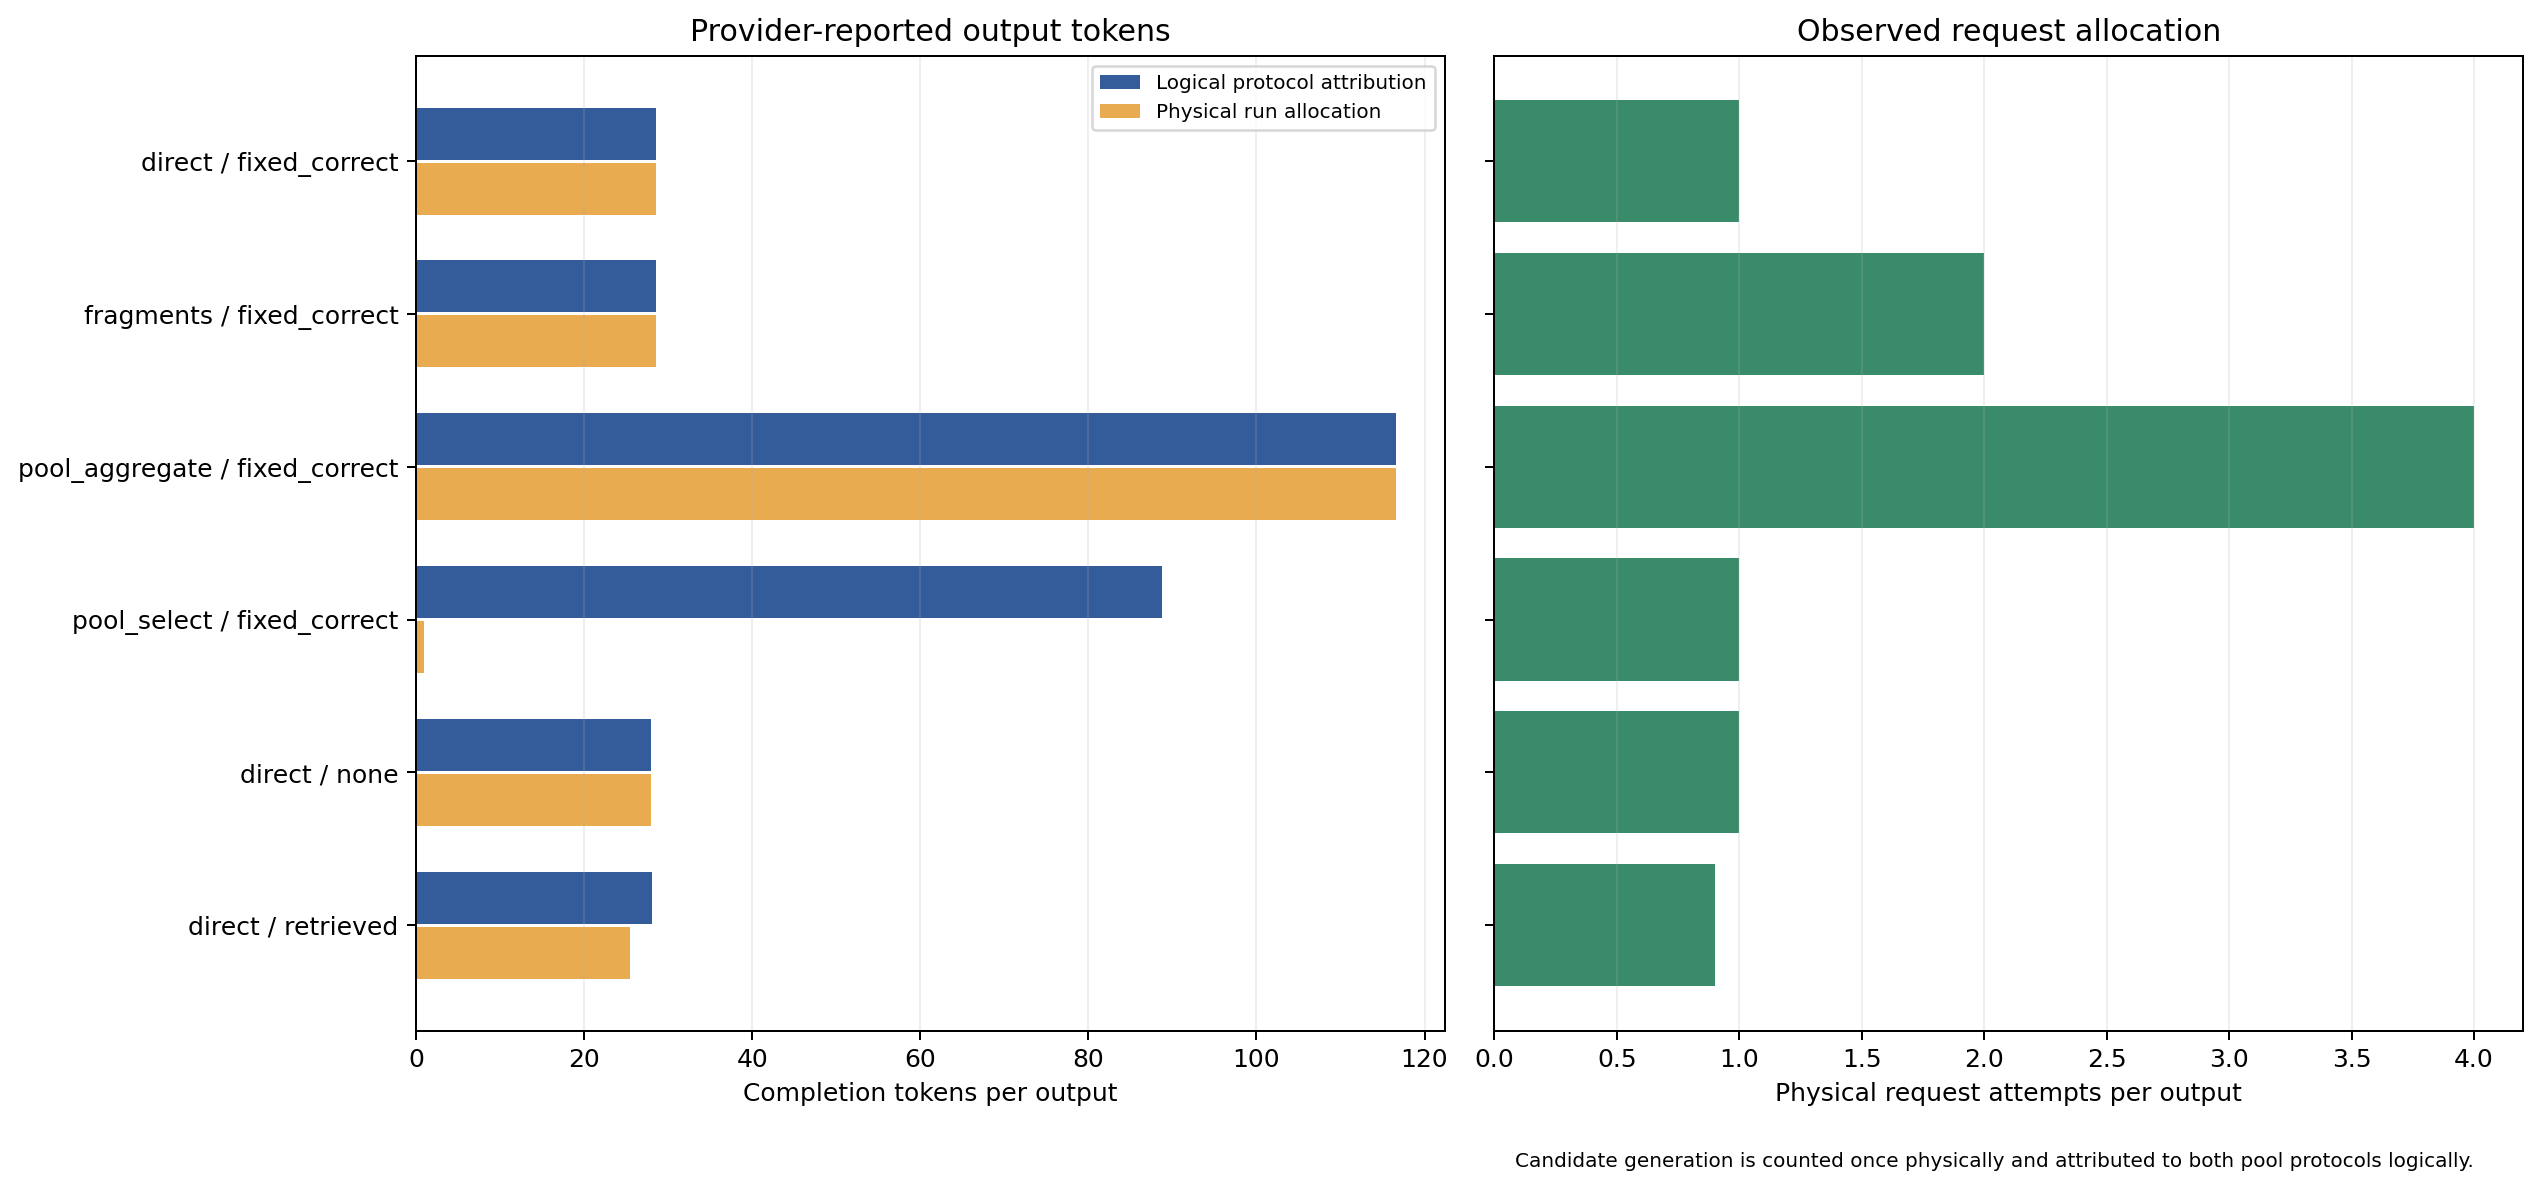 Provider-reported output tokens
Logical protocol attribution
Physical run allocation
direct / fixed_correct
fragments / fixed_correct
pool_aggregate / fixed_correct
pool_select / fixed_correct
direct / none
direct / retrieved
0 20 40 60 80 100 120
Completion tokens per output
Observed request allocation
0.0 0.5 1.0 1.5 2.0 2.5 3.0 3.5 4.0
Physical request attempts per output
Candidate generation is counted once physically and attributed to both pool protocols logically.